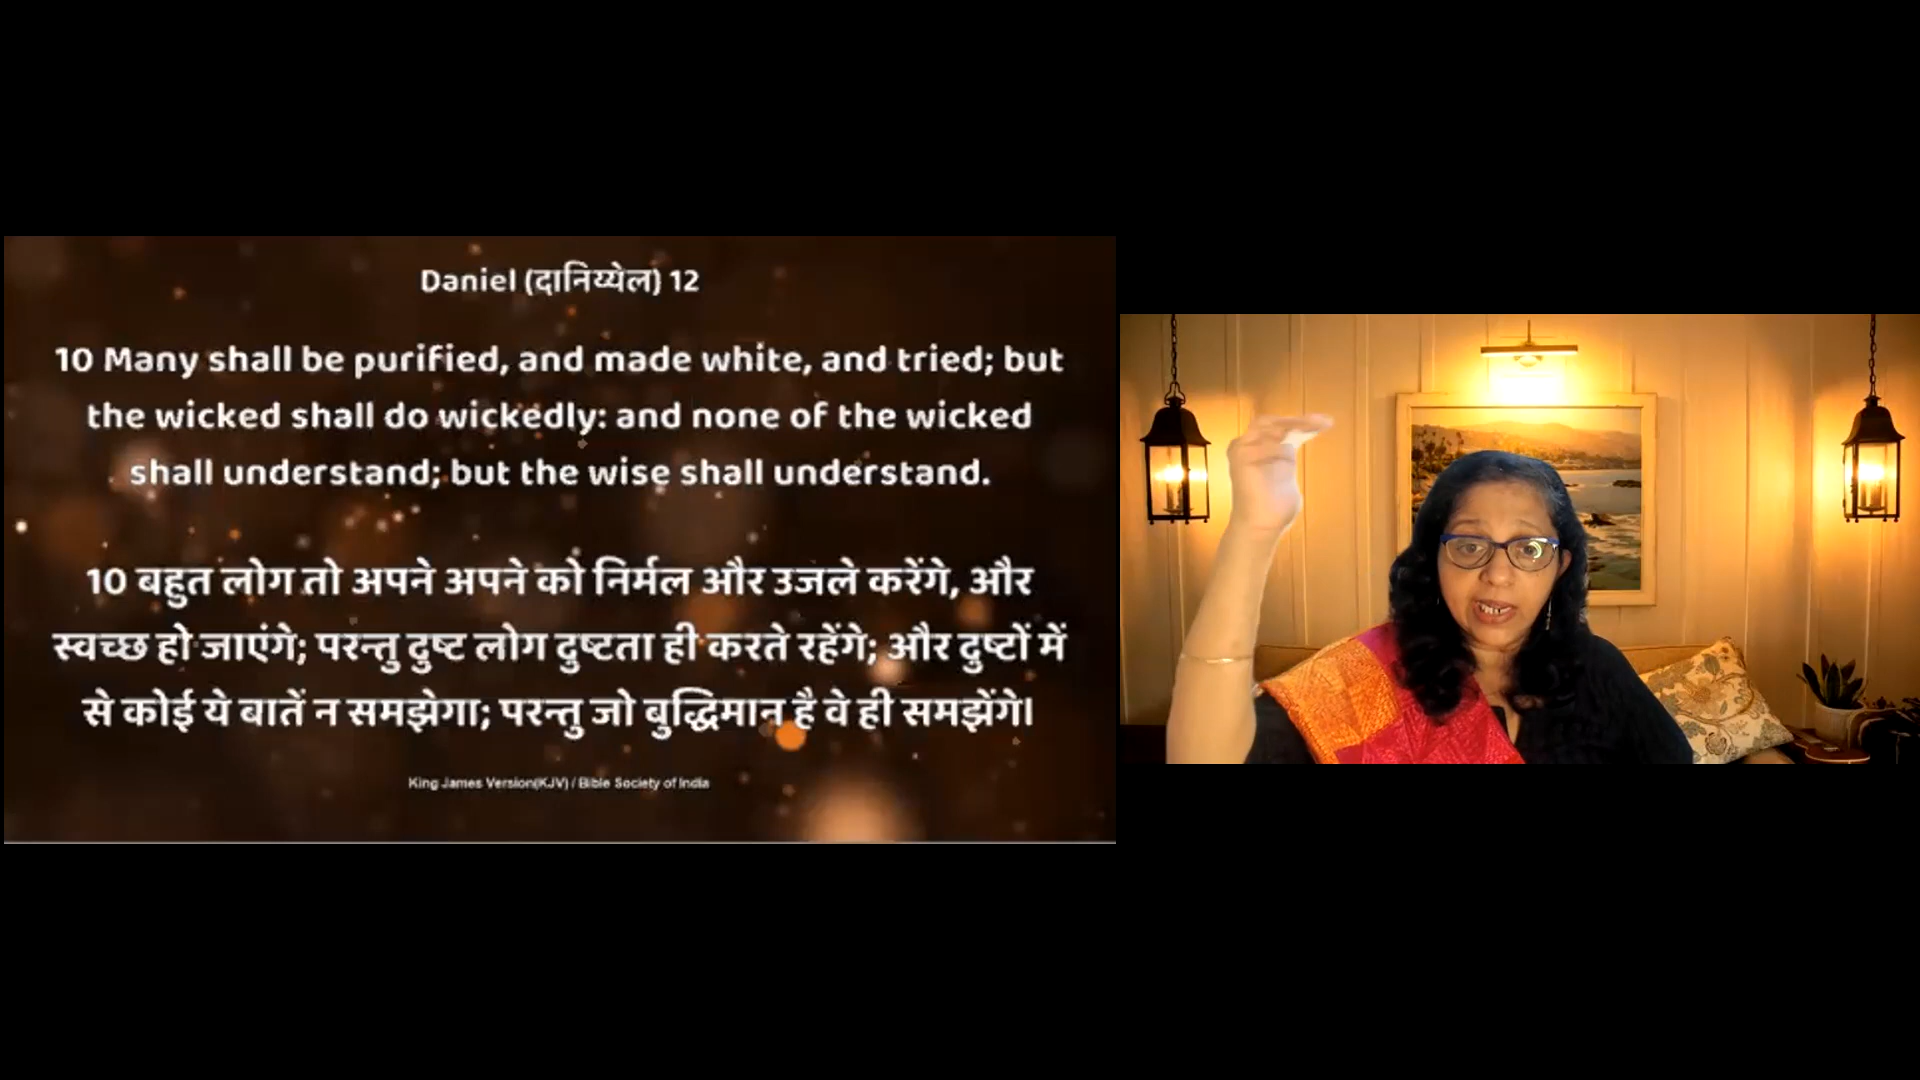 Daniel (दानिय्येल) 12
10 Many shall be purified, and made white, and tried; but
the wicked shall do wickedly: and none of the wicked
shall understand; but the wise shall understand.
10 बहुत लोग तो अपने अपने को निर्मल और उजले करेंगे, और
स्वच्छ हो जाएंगे; परन्तु दुष्ट लोग दुष्टता ही करते रहेंगे; और दुष्टों में
से कोई ये बातें न समझेगा; परन्तु जो बुद्धिमान है वे ही समझेंगे।
King James Version(KJV) / Bible Society of India